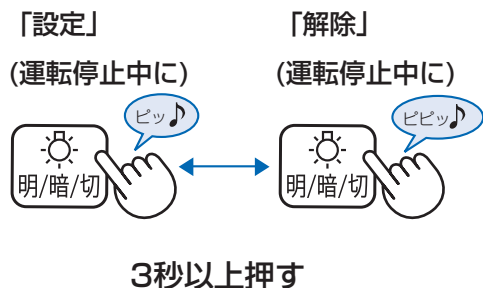 「設定」
「解除」
(運転停止中に)
(運転停止中に)
ピッ♪
ピピッ♪
明/暗/切
明/暗/切
3秒以上押す